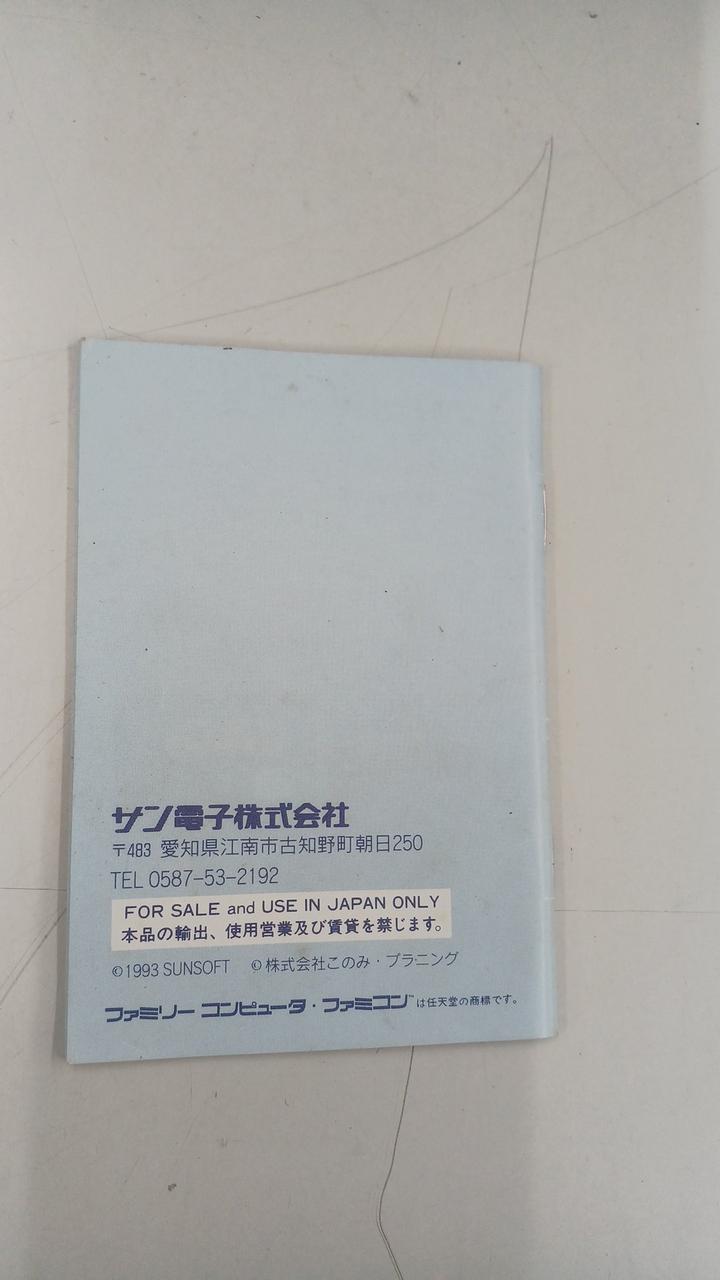 サン電子株式会社
〒483 愛知県江南市古知野町朝日250
TEL 0587-53-2192
FOR SALE and USE IN JAPAN ONLY
本品の輸出、使用営業及び賃貸を禁じます。
©1993 SUNSOFT ©株式会社このみ・プラニング
ファミリーコンピュータ・ファミコン™は任天堂の商標です。